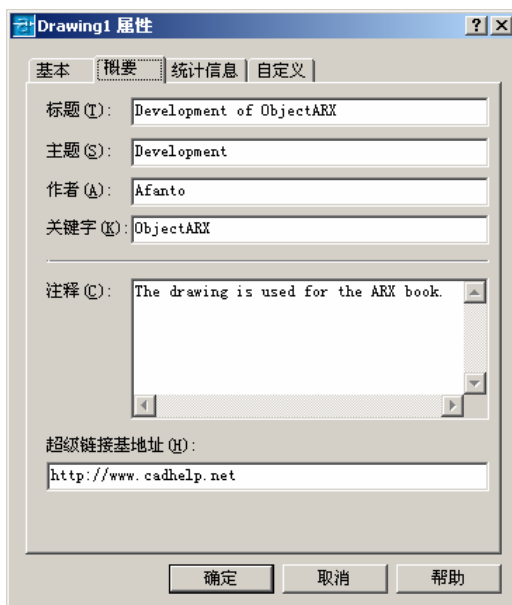 Drawing1 属性
基本 概要 统计信息 自定义
标题(T): Development of ObjectARX
主题(S): Development
作者(A): Afanto
关键字(K): ObjectARX
注释(C): The drawing is used for the ARX book.
超级链接基地址(H):
http://www.cadhelp.net
确定 取消 帮助